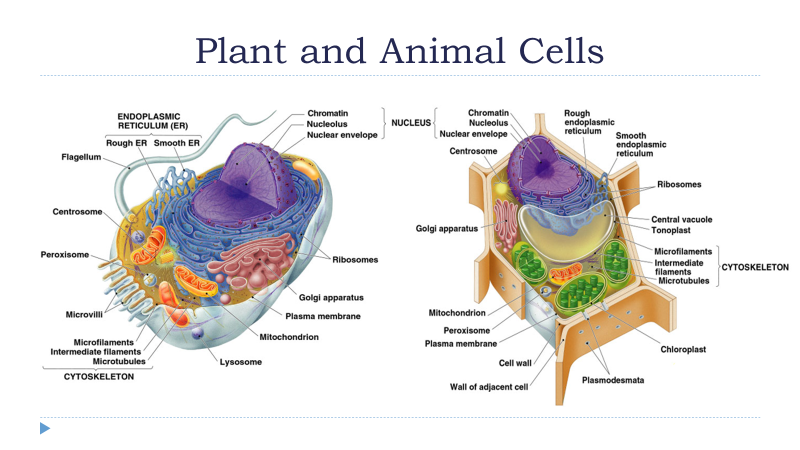 Plant and Animal Cells
ENDOPLASMIC
RETICULUM (ER)
Rough ER Smooth ER
Flagellum
Centrosome
Peroxisome
Microvilli
Microfilaments
Intermediate filaments
Microtubules
CYTOSKELETON
Chromatin
Nucleolus
Nuclear envelope
NUCLEUS
Ribosomes
Golgi apparatus
Plasma membrane
Mitochondrion
Lysosome
Chromatin
Nucleolus
Nuclear envelope
Centrosome
Golgi apparatus
Mitochondrion
Peroxisome
Plasma membrane
Cell wall
Wall of adjacent cell
Rough
endoplasmic
reticulum
Smooth
endoplasmic
reticulum
Ribosomes
Central vacuole
Tonoplast
Microfilaments
Intermediate
filaments
Microtubules
CYTOSKELETON
Chloroplast
Plasmodesmata